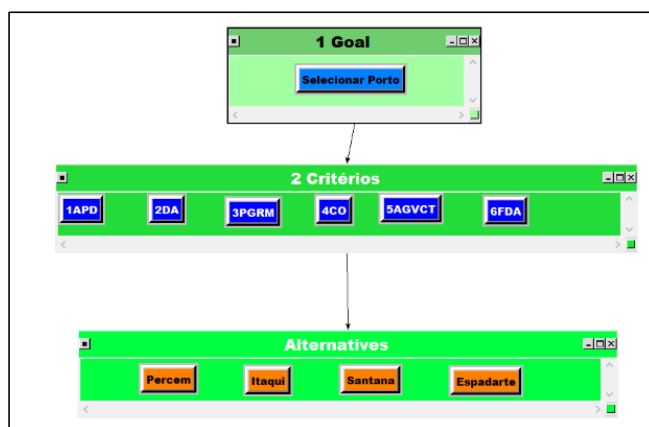 1 Goal
Selecionar Porto
2 Critérios
1APD 2DA 3PGRM 4CO 5AGVCT 6FDA
Alternatives
Percem Itaqui Santana Espadarte